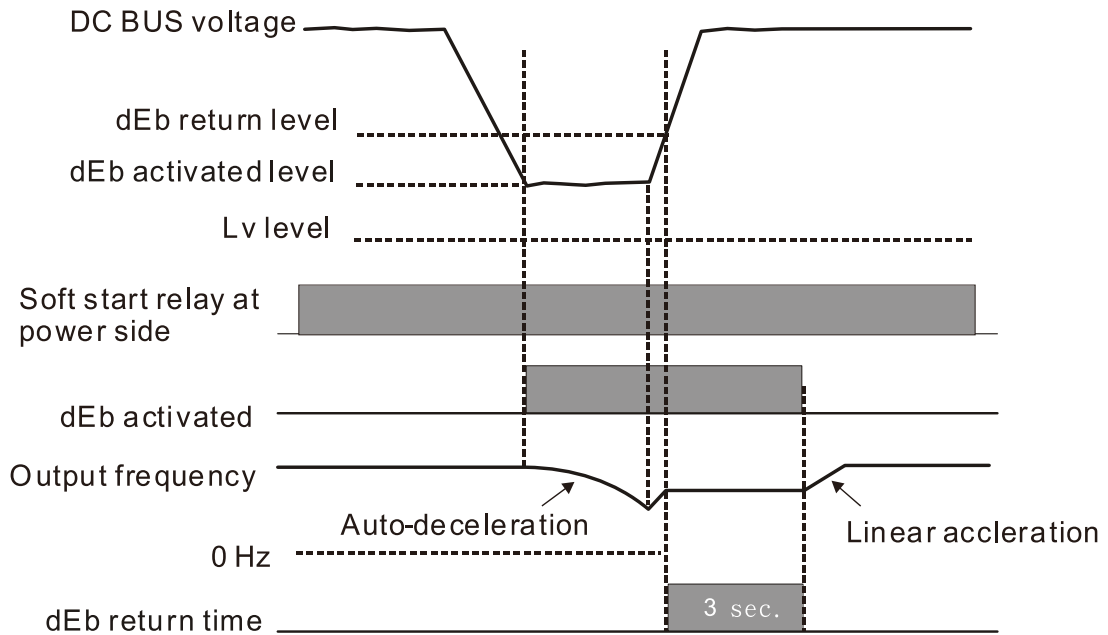 DC BUS voltage
dEb return level
dEb activated level
Lv level
Soft start relay at
power side
dEb activated
Output frequency
Auto-deceleration
Linear accleration
0 Hz
dEb return time
3 sec.